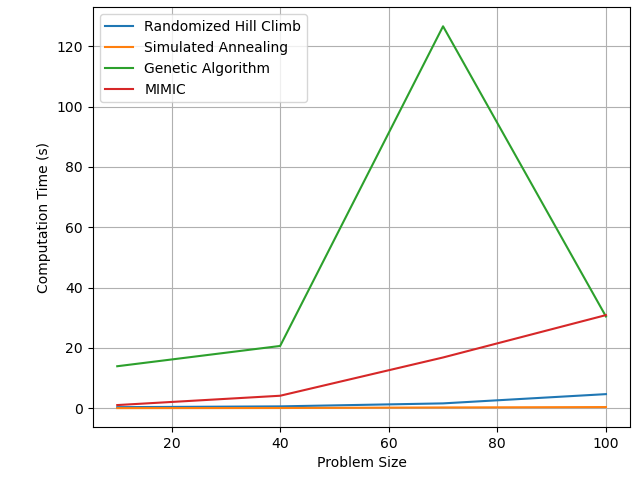 Randomized Hill Climb
Simulated Annealing
Genetic Algorithm
MIMIC
120
100
80
60
40
20
0
Computation Time (s)
20 40 60 80 100
Problem Size